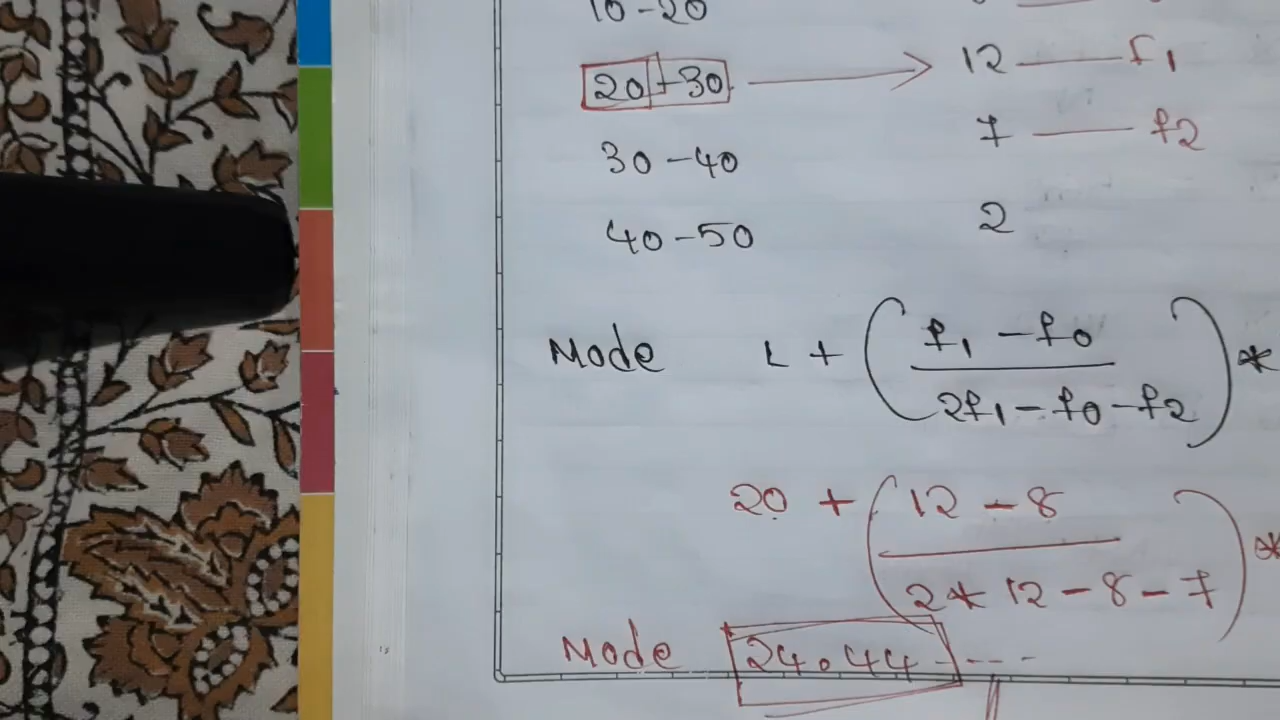 10-20
20-30 12 — f1
30-40 7 — f2
40-50 2
Mode L + (f1 - f0 / 2f1 - f0 - f2) *
20 + (12 - 8 / 2* 12 - 8 - 7) *
Mode 24.44 ----